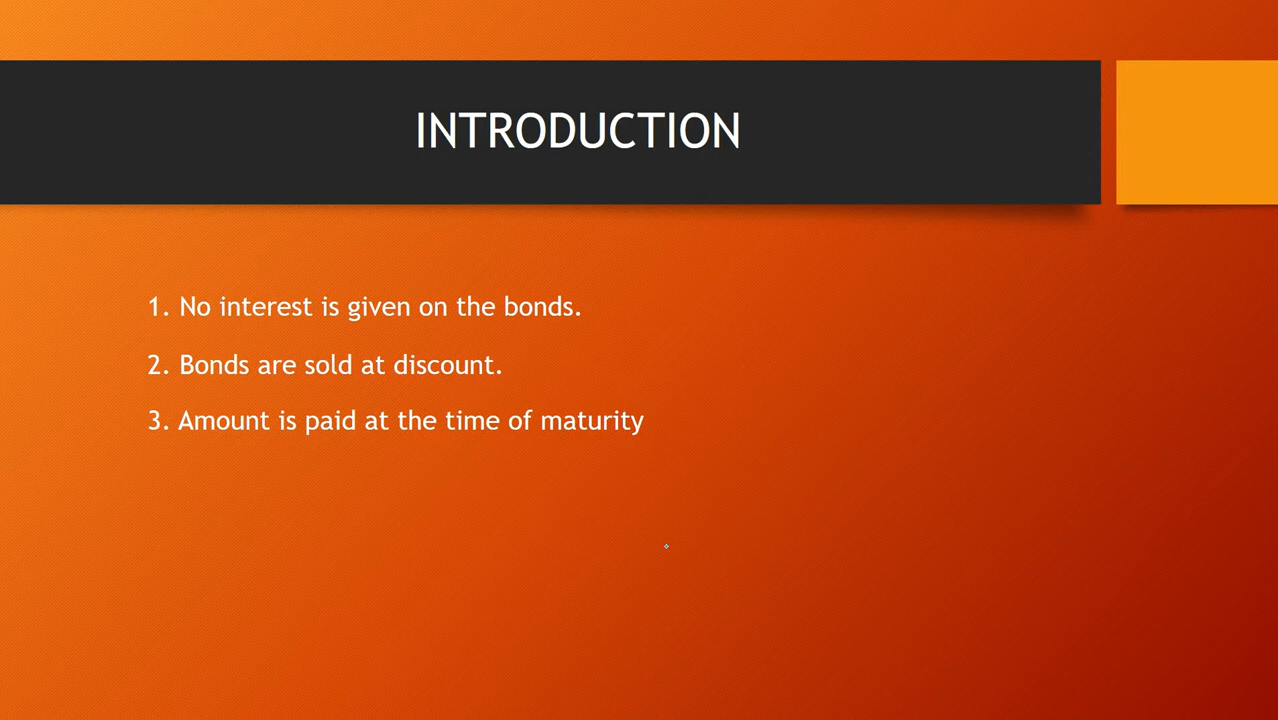 INTRODUCTION
1. No interest is given on the bonds.
2. Bonds are sold at discount.
3. Amount is paid at the time of maturity